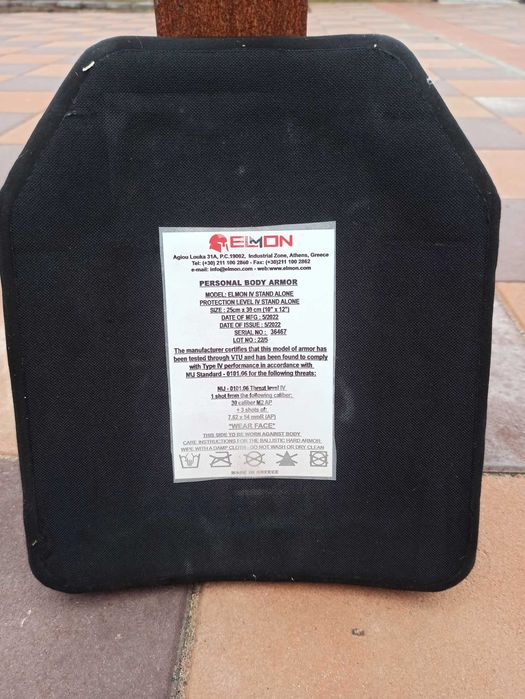 ELMON
Agiou Louka 31A, P.C.19002, Industrial Zone, Athens, Greece
Tel: (+30) 211 100 2860 - Fax: (+30)211 100 2862
e-mail: info@elmon.com - web:www.elmon.com
PERSONAL BODY ARMOR
MODEL: ELMON IV STAND ALONE
PROTECTION LEVEL IV STAND ALONE
SIZE : 25cm x 30 cm (10" x 12")
DATE OF MFG : 5/2022
DATE OF ISSUE : 5/2022
SERIAL NO : 36467
LOT NO : 22/5
The manufacturer certifies that this model of armor has
been tested through VTU and has been found to comply
with Type IV performance in accordance with
NIJ Standard - 0101.06 for the following threats:
NIJ - 0101.06 Threat level IV
1 shot from the following caliber:
30 caliber M2 AP
+ 3 shots of:
7.62 x 54 mmR (AP)
"WEAR FACE"
THIS SIDE TO BE WORN AGAINST BODY
CARE INSTRUCTIONS FOR THE BALLISTIC HARD ARMOR
WIPE WITH A DAMP CLOTH - DO NOT WASH OR DRY CLEAN
MADE IN GREECE